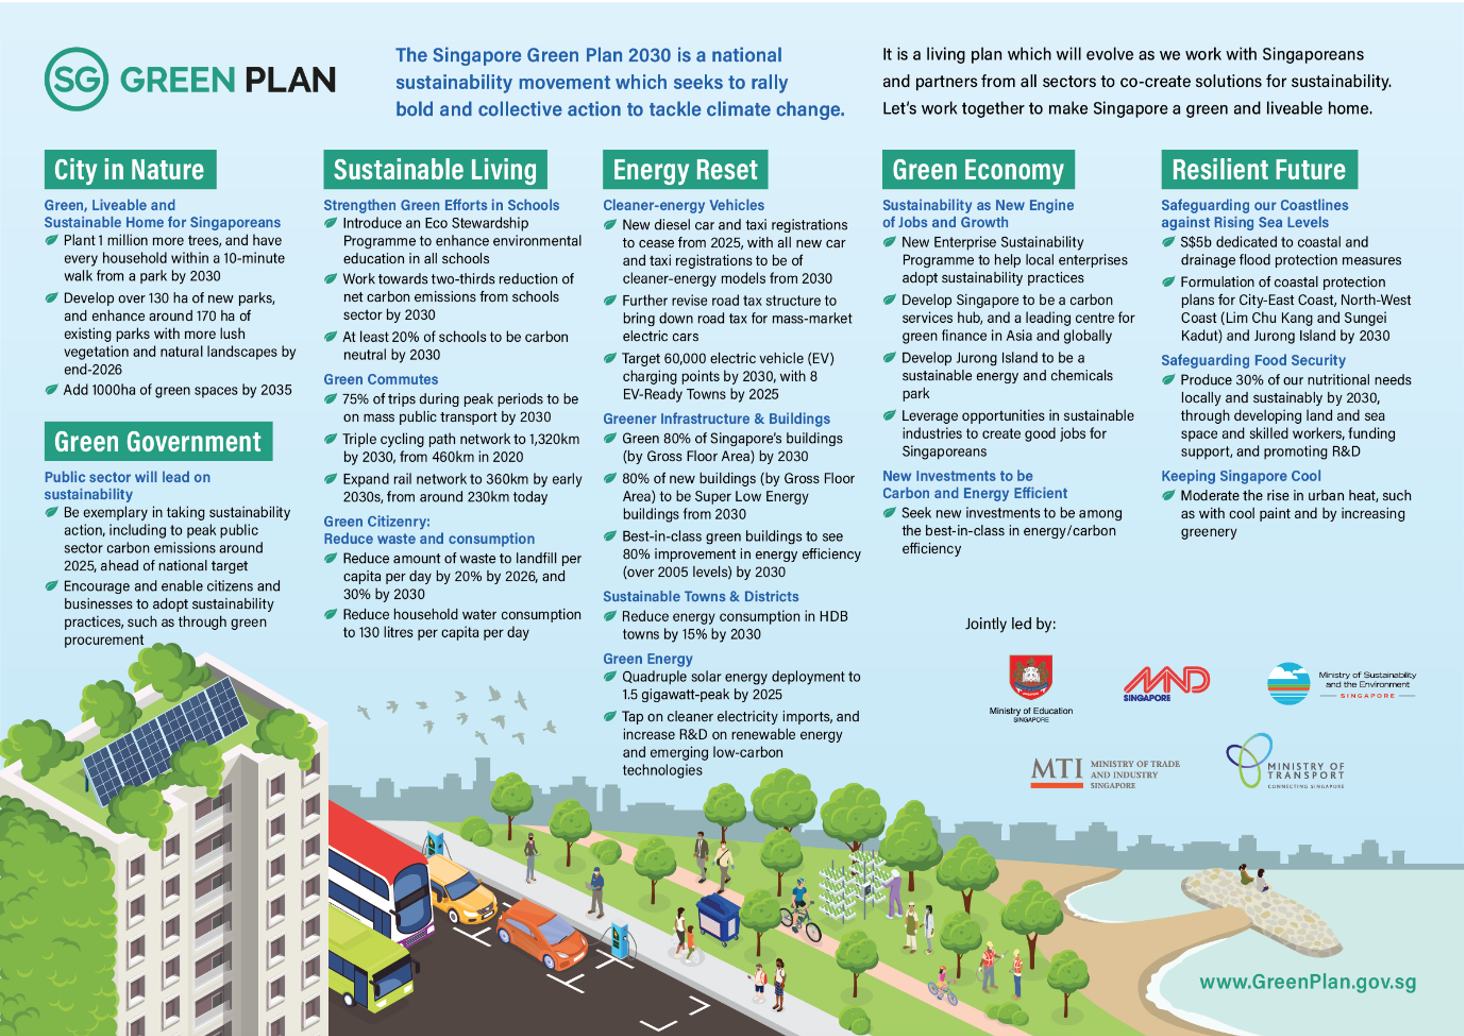 SG GREEN PLAN
The Singapore Green Plan 2030 is a national
sustainability movement which seeks to rally
bold and collective action to tackle climate change.
It is a living plan which will evolve as we work with Singaporeans
and partners from all sectors to co-create solutions for sustainability.
Let's work together to make Singapore a green and liveable home.
City in Nature
Green, Liveable and
Sustainable Home for Singaporeans
Plant 1 million more trees, and have
every household within a 10-minute
walk from a park by 2030
Develop over 130 ha of new parks,
and enhance around 170 ha of
existing parks with more lush
vegetation and natural landscapes by
end-2026
Add 1000ha of green spaces by 2035
Green Government
Public sector will lead on
sustainability
Be exemplary in taking sustainability
action, including to peak public
sector carbon emissions around
2025, ahead of national target
Encourage and enable citizens and
businesses to adopt sustainability
practices, such as through green
procurement
Sustainable Living
Strengthen Green Efforts in Schools
Introduce an Eco Stewardship
Programme to enhance environmental
education in all schools
Work towards two-thirds reduction of
net carbon emissions from schools
sector by 2030
At least 20% of schools to be carbon
neutral by 2030
Green Commutes
75% of trips during peak periods to be
on mass public transport by 2030
Triple cycling path network to 1,320km
by 2030, from 460km in 2020
Expand rail network to 360km by early
2030s, from around 230km today
Green Citizenry:
Reduce waste and consumption
Reduce amount of waste to landfill per
capita per day by 20% by 2026, and
30% by 2030
Reduce household water consumption
to 130 litres per capita per day
Energy Reset
Cleaner-energy Vehicles
New diesel car and taxi registrations
to cease from 2025, with all new car
and taxi registrations to be of
cleaner-energy models from 2030
Further revise road tax structure to
bring down road tax for mass-market
electric cars
Target 60,000 electric vehicle (EV)
charging points by 2030, with 8
EV-Ready Towns by 2025
Greener Infrastructure & Buildings
Green 80% of Singapore's buildings
(by Gross Floor Area) by 2030
80% of new buildings (by Gross Floor
Area) to be Super Low Energy
buildings from 2030
Best-in-class green buildings to see
80% improvement in energy efficiency
(over 2005 levels) by 2030
Sustainable Towns & Districts
Reduce energy consumption in HDB
towns by 15% by 2030
Green Energy
Quadruple solar energy deployment to
1.5 gigawatt-peak by 2025
Tap on cleaner electricity imports, and
increase R&D on renewable energy
and emerging low-carbon
technologies
Green Economy
Sustainability as New Engine
of Jobs and Growth
New Enterprise Sustainability
Programme to help local enterprises
adopt sustainability practices
Develop Singapore to be a carbon
services hub, and a leading centre for
green finance in Asia and globally
Develop Jurong Island to be a
sustainable energy and chemicals
park
Leverage opportunities in sustainable
industries to create good jobs for
Singaporeans
New Investments to be
Carbon and Energy Efficient
Seek new investments to be among
the best-in-class in energy/carbon
efficiency
Resilient Future
Safeguarding our Coastlines
against Rising Sea Levels
S$5b dedicated to coastal and
drainage flood protection measures
Formulation of coastal protection
plans for City-East Coast, North-West
Coast (Lim Chu Kang and Sungei
Kadut) and Jurong Island by 2030
Safeguarding Food Security
Produce 30% of our nutritional needs
locally and sustainably by 2030,
through developing land and sea
space and skilled workers, funding
support, and promoting R&D
Keeping Singapore Cool
Moderate the rise in urban heat, such
as with cool paint and by increasing
greenery
Jointly led by:
Ministry of Education
SINGAPORE
MND
SINGAPORE
Ministry of Sustainability
and the Environment
SINGAPORE
MTI
MINISTRY OF TRADE
AND INDUSTRY
SINGAPORE
MINISTRY OF
TRANSPORT
CONNECTING SINGAPORE
www.GreenPlan.gov.sg